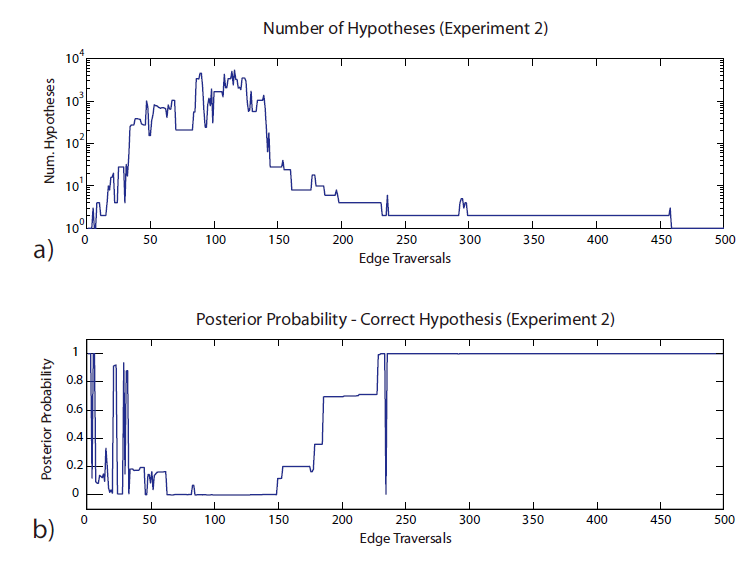 Number of Hypotheses (Experiment 2)
10^4
10^3
10^2
10^1
10^0
Num. Hypotheses
0 50 100 150 200 250 300 350 400 450 500
Edge Traversals
a)
Posterior Probability - Correct Hypothesis (Experiment 2)
1
0.8
0.6
0.4
0.2
0
Posterior Probability
0 50 100 150 200 250 300 350 400 450 500
Edge Traversals
b)